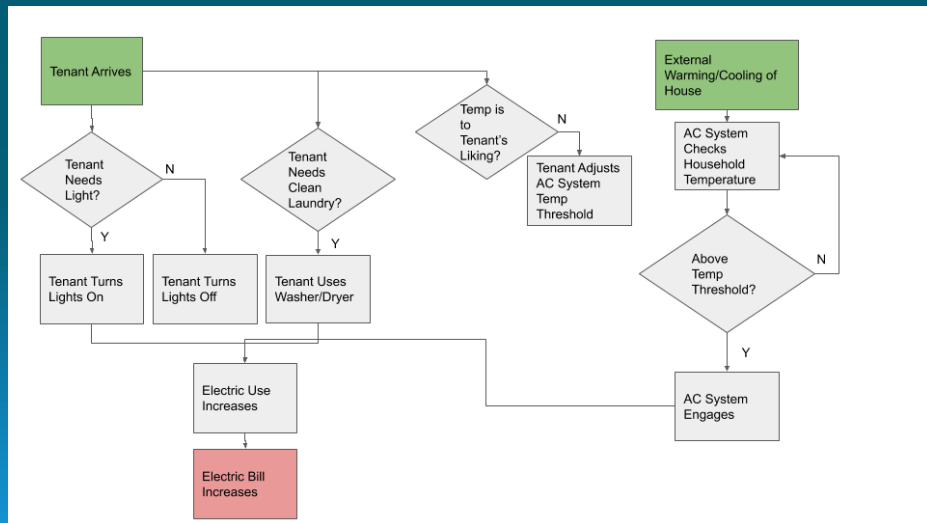 Tenant Arrives
External
Warming/Cooling of
House
Temp is
to
Tenant's
Liking?
N
AC System
Checks
Household
Temperature
Tenant
Needs
Light?
N
Tenant
Needs
Clean
Laundry?
Tenant Adjusts
AC System
Temp
Threshold
Y
Y
Above
Temp
Threshold?
N
Tenant Turns
Lights On
Tenant Turns
Lights Off
Tenant Uses
Washer/Dryer
Y
Electric Use
Increases
AC System
Engages
Electric Bill
Increases